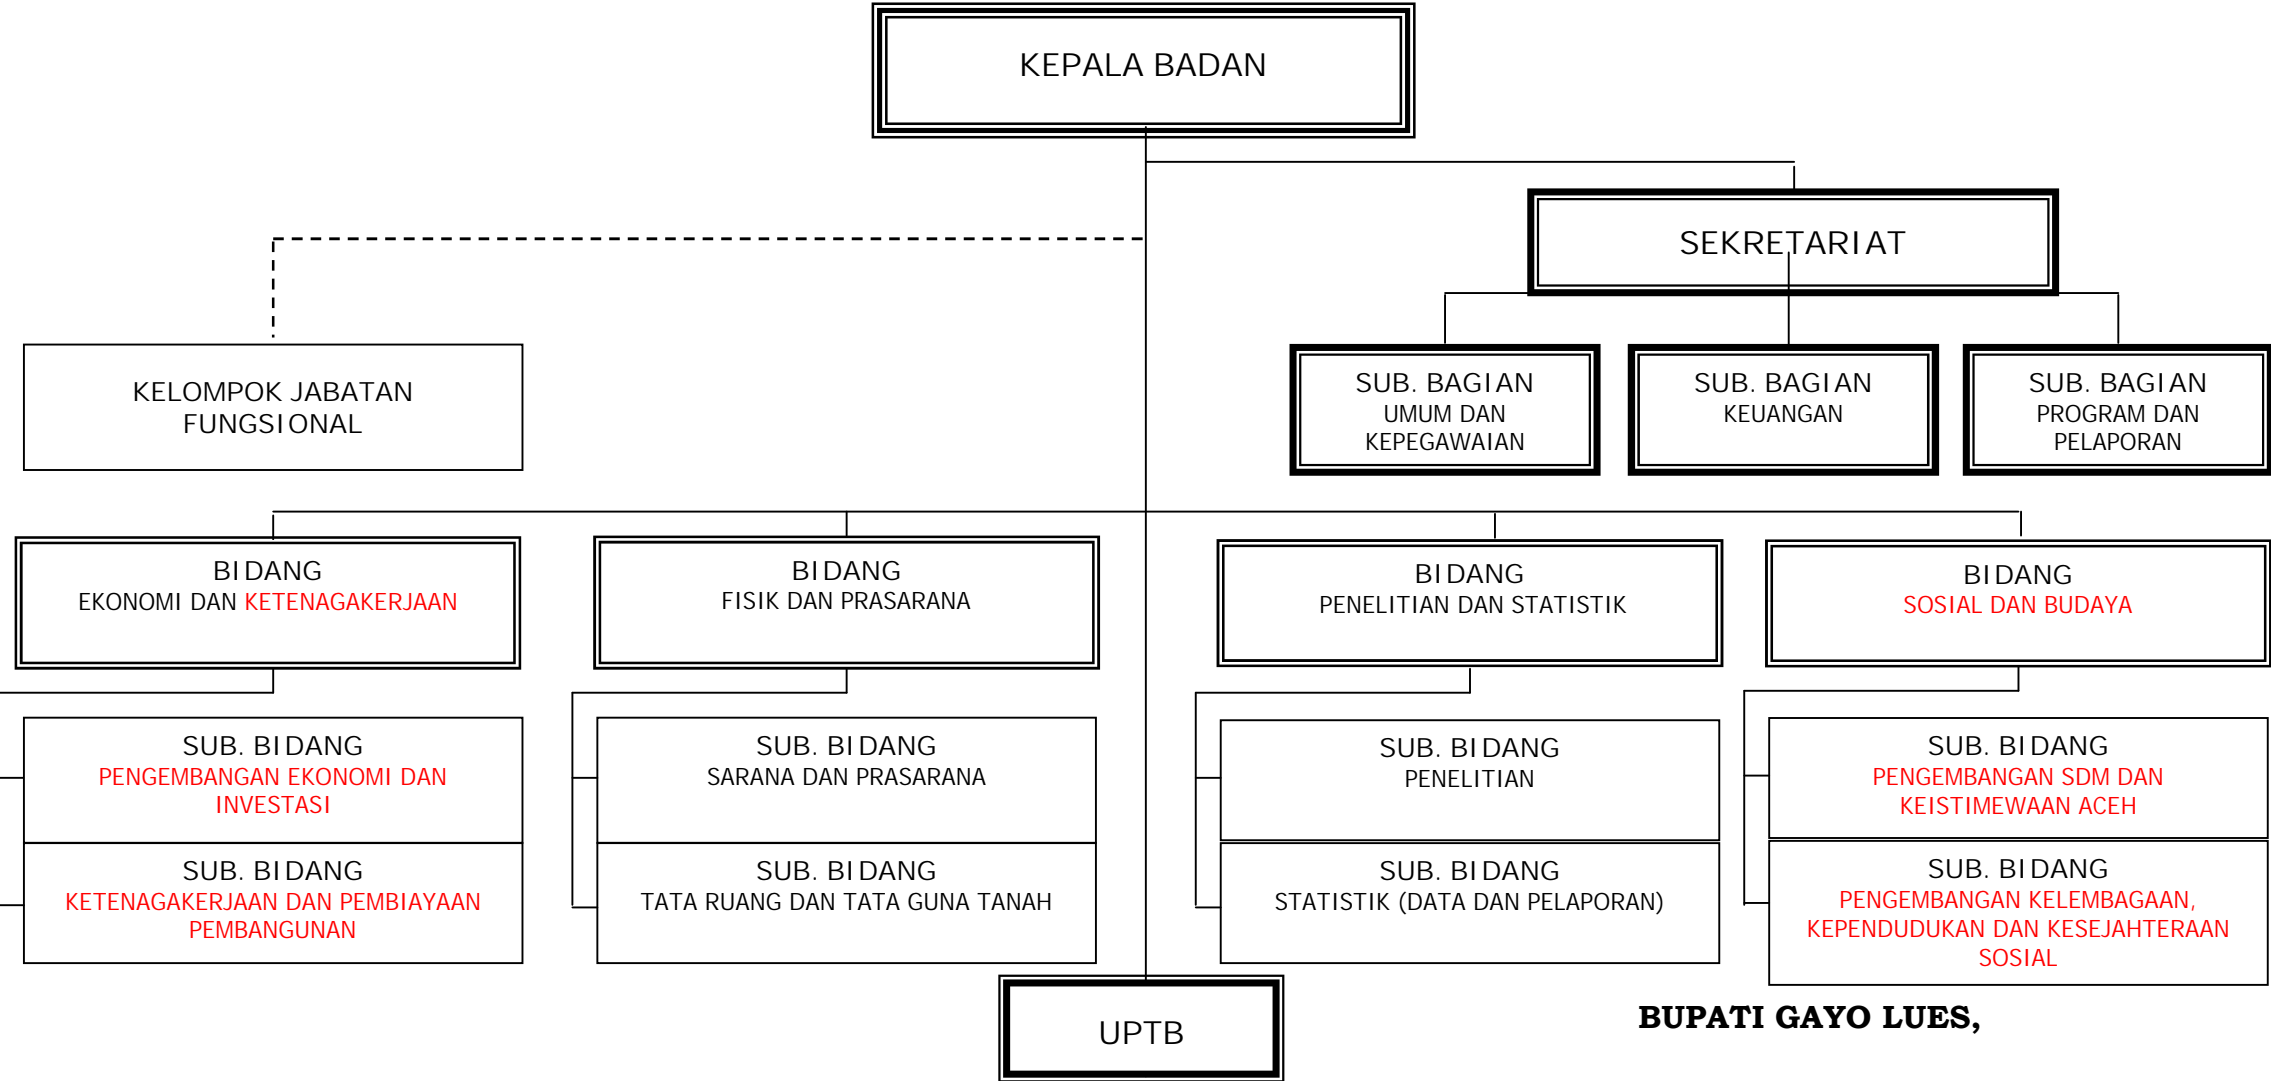 KEPALA BADAN
SEKRETARIAT
KELOMPOK JABATAN
FUNGSIONAL
SUB. BAGIAN
UMUM DAN
KEPEGAWAIAN
SUB. BAGIAN
KEUANGAN
SUB. BAGIAN
PROGRAM DAN
PELAPORAN
BIDANG
EKONOMI DAN KETENAGAKERJAAN
BIDANG
FISIK DAN PRASARANA
BIDANG
PENELITIAN DAN STATISTIK
BIDANG
SOSIAL DAN BUDAYA
SUB. BIDANG
PENGEMBANGAN EKONOMI DAN
INVESTASI
SUB. BIDANG
SARANA DAN PRASARANA
SUB. BIDANG
PENELITIAN
SUB. BIDANG
PENGEMBANGAN SDM DAN
KEISTIMEWAAN ACEH
SUB. BIDANG
KETENAGAKERJAAN DAN PEMBIAYAAN
PEMBANGUNAN
SUB. BIDANG
TATA RUANG DAN TATA GUNA TANAH
SUB. BIDANG
STATISTIK (DATA DAN PELAPORAN)
SUB. BIDANG
PENGEMBANGAN KELEMBAGAAN,
KEPENDUDUKAN DAN KESEJAHTERAAN
SOSIAL
UPTB
BUPATI GAYO LUES,